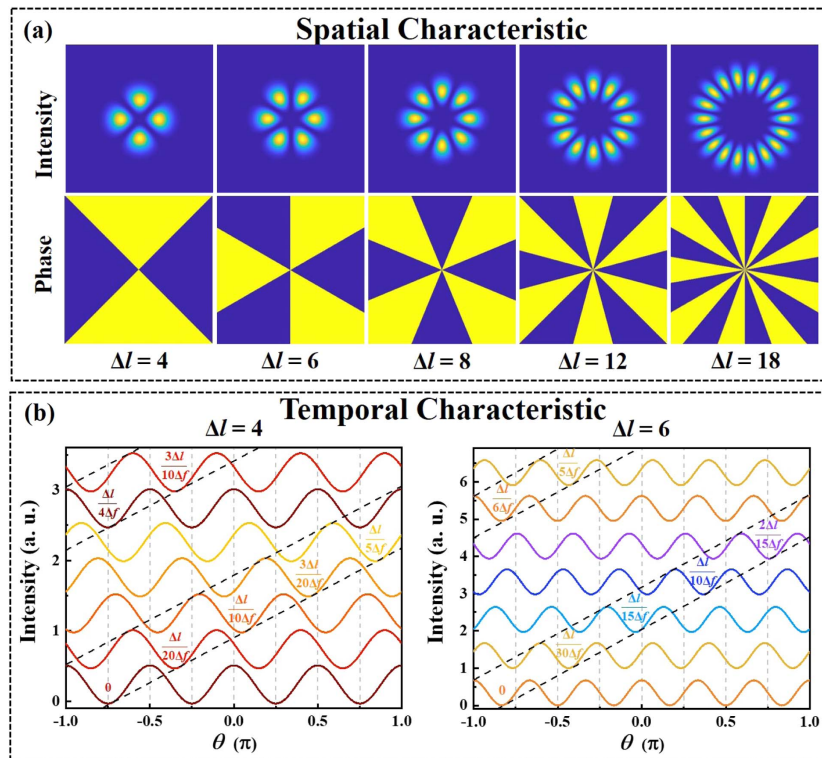 (a) Spatial Characteristic
Intensity
Phase
Δl = 4 Δl = 6 Δl = 8 Δl = 12 Δl = 18
(b) Temporal Characteristic
Δl = 4
Intensity (a. u.)
3
2
1
0
3Δl/10Δf
Δl/4Δf
Δl/5Δf
3Δl/20Δf
Δl/10Δf
Δl/20Δf
0
-1.0 -0.5 0.0 0.5 1.0
θ (π)
Δl = 6
Intensity (a. u.)
6
5
4
3
2
1
0
Δl/5Δf
Δl/6Δf
2Δl/15Δf
Δl/10Δf
Δl/15Δf
Δl/30Δf
0
-1.0 -0.5 0.0 0.5 1.0
θ (π)